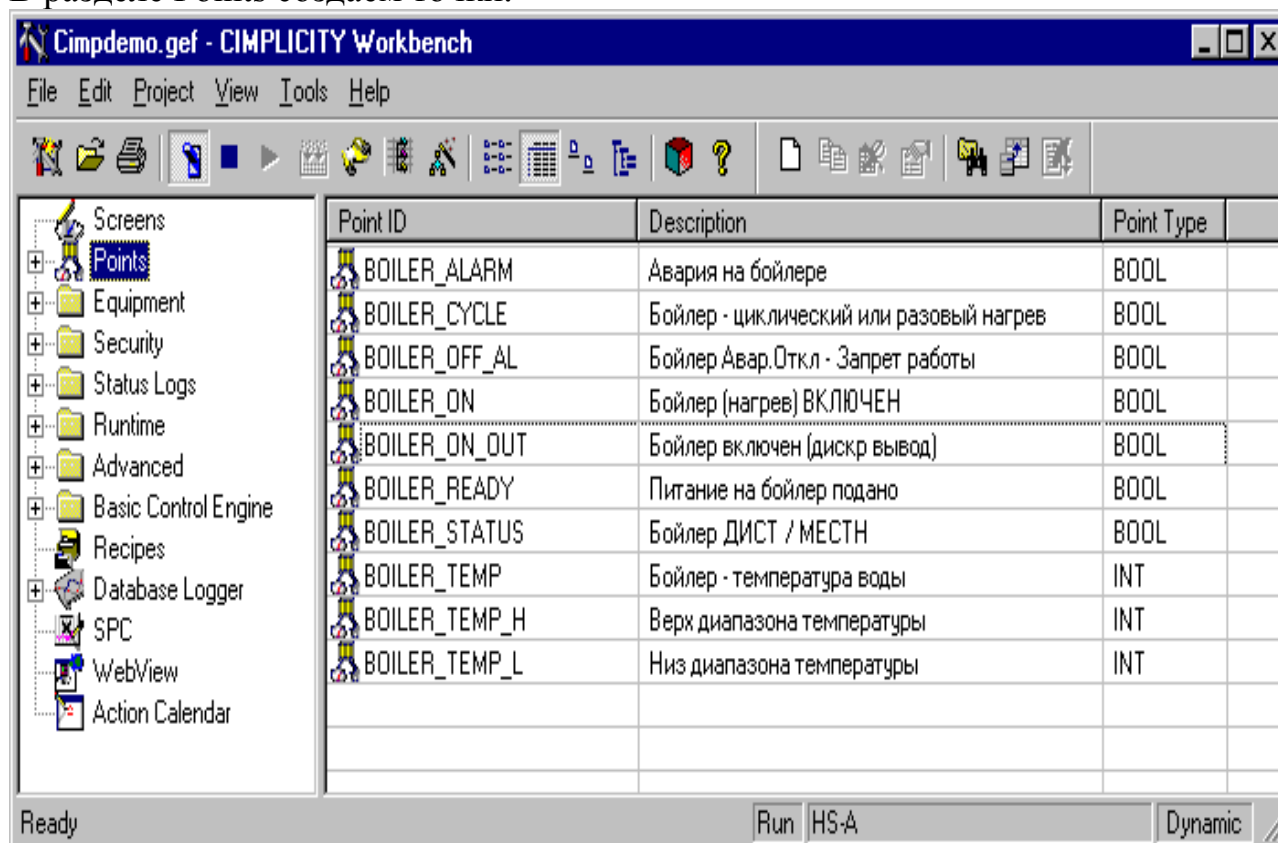 В разделе Points создаем точки.
Cimpdemo.gef - CIMPLICITY Workbench
File Edit Project View Tools Help
Screens
Points
Equipment
Security
Status Logs
Runtime
Advanced
Basic Control Engine
Recipes
Database Logger
SPC
WebView
Action Calendar
Point ID Description Point Type
BOILER_ALARM Авария на бойлере BOOL
BOILER_CYCLE Бойлер - циклический или разовый нагрев BOOL
BOILER_OFF_AL Бойлер Авар.Откл - Запрет работы BOOL
BOILER_ON Бойлер (нагрев) ВКЛЮЧЕН BOOL
BOILER_ON_OUT Бойлер включен (дискр вывод) BOOL
BOILER_READY Питание на бойлер подано BOOL
BOILER_STATUS Бойлер ДИСТ / МЕСТН BOOL
BOILER_TEMP Бойлер - температура воды INT
BOILER_TEMP_H Верх диапазона температуры INT
BOILER_TEMP_L Низ диапазона температуры INT
Ready Run HS-A Dynamic